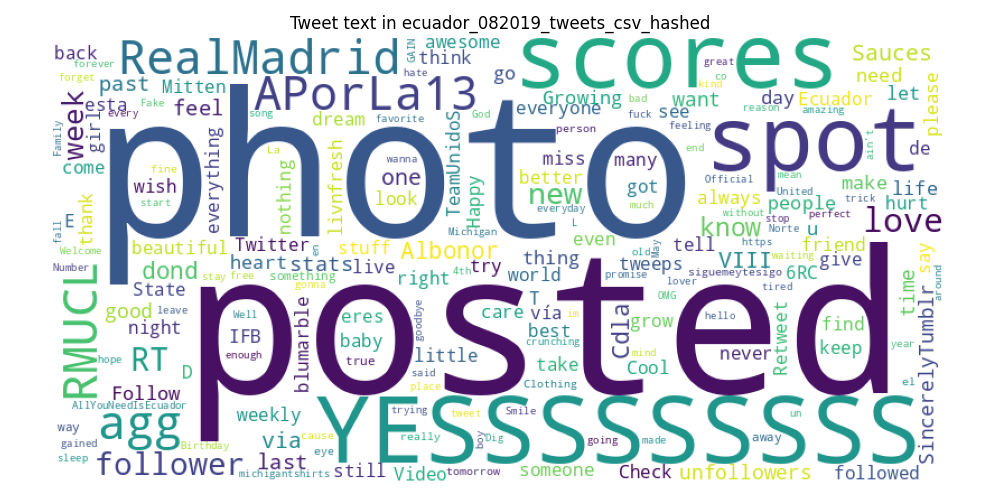 Tweet text in ecuador_082019_tweets_csv_hashed
back
forever
forget
RealMadrid
GAIN
awesome
think
hate
go
scores
great
co
kind
Sauces
need
past
Mitten
APorLa13
Growing
bad
want
day
Ecuador
let
week
esta
girl
every
Fake
feel
song
dream
favorite
God
everyone
fuck
see
reason
amazing
please
Family
photo
person
feeling
spot
ain't
de
come
fine
wish
start
everything
La
nothing
livnfresh
wanna
one
look
TeamUnidoS
Happy
miss
better
new
everyday
many
got
much
end
Official
always
mean
United
without
stop
trick
perfect
make
people
life
hurt
fall
E
thank
Welcome
beautiful
Twitter
en
stuff
Albonor
Michigan
L
even
old
May
tell
know
Norte
u
love
https
friend
Number
RMUCL
dond
State
stay
heart
free
stats
something
gonna
live
right
4th
try
thing
world
tweeps
promise
VIII
siguemeytesigo
lover
tired
waiting
6RC
give
time
say
around
good
night
leave
posted
Well
IFB
enough
blumarble
eres
baby
true
goodbye
care
T
im
vía
best
crunching
OMG
grow
Cdla
hello
never
Retweet
find
keep
year
SincerelyTumblr
hope
RT
D
little
said
place
take
Clothing
mind
Cool
el
AllYouNeedIsEcuador
Follow
way
gained
sleep
agg
weekly
Birthday
via
cause
eye
YESSSSSSSSSS
trying
tweet
Smile
un
really
boy
Dig
going
made
away
follower
last
michigantshirts
still
Video
tomorrow
someone
Check
unfollowers
followed